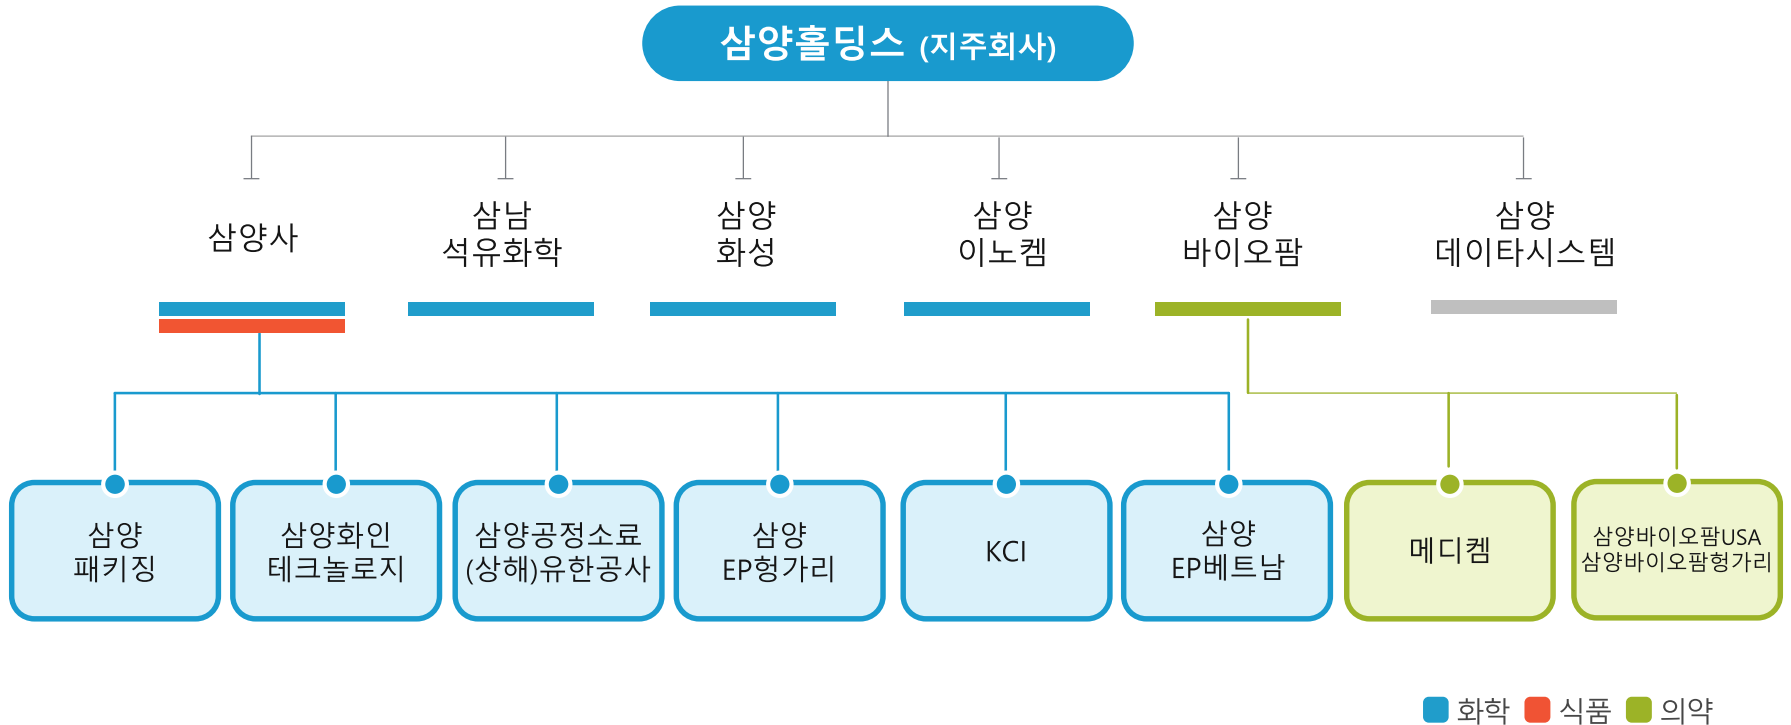 삼양홀딩스 (지주회사)
삼양사
삼남
석유화학
삼양
화성
삼양
이노켐
삼양
바이오팜
삼양
데이타시스템
삼양
패키징
삼양화인
테크놀로지
삼양공정소료
(상해)유한공사
삼양
EP헝가리
KCI
삼양
EP베트남
메디켐
삼양바이오팜USA
삼양바이오팜헝가리
화학 식품 의약